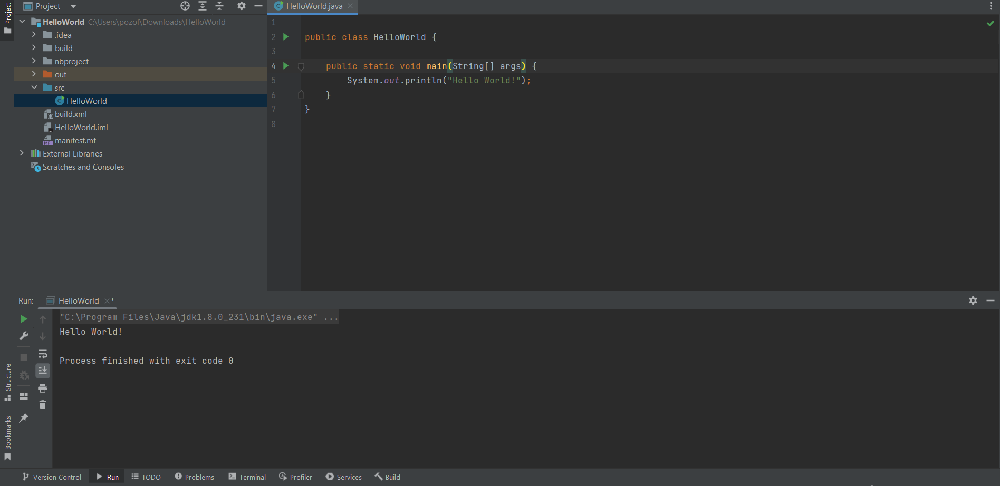 Project
Project
HelloWorld C:\Users\pozol\Downloads\HelloWorld
.idea
build
nbproject
out
src
HelloWorld
build.xml
HelloWorld.iml
MF manifest.mf
External Libraries
Scratches and Consoles
C HelloWorld.java
1
2 public class HelloWorld {
3
4 public static void main(String[] args) {
5 System.out.println("Hello World!");
6 }
7 }
8
Run: HelloWorld
"C:\Program Files\Java\jdk1.8.0_231\bin\java.exe" ...
Hello World!
Process finished with exit code 0
Structure
Bookmarks
Version Control Run TODO Problems Terminal Profiler Services Build